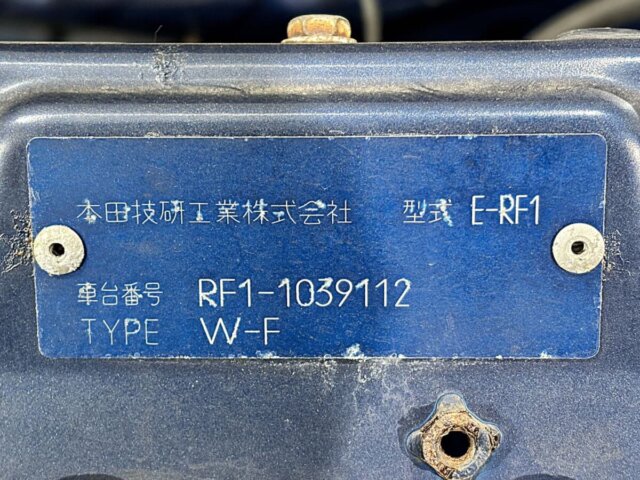 本田技研工業株式会社 型式 E-RF1
車台番号 RF1-1039112
TYPE W-F